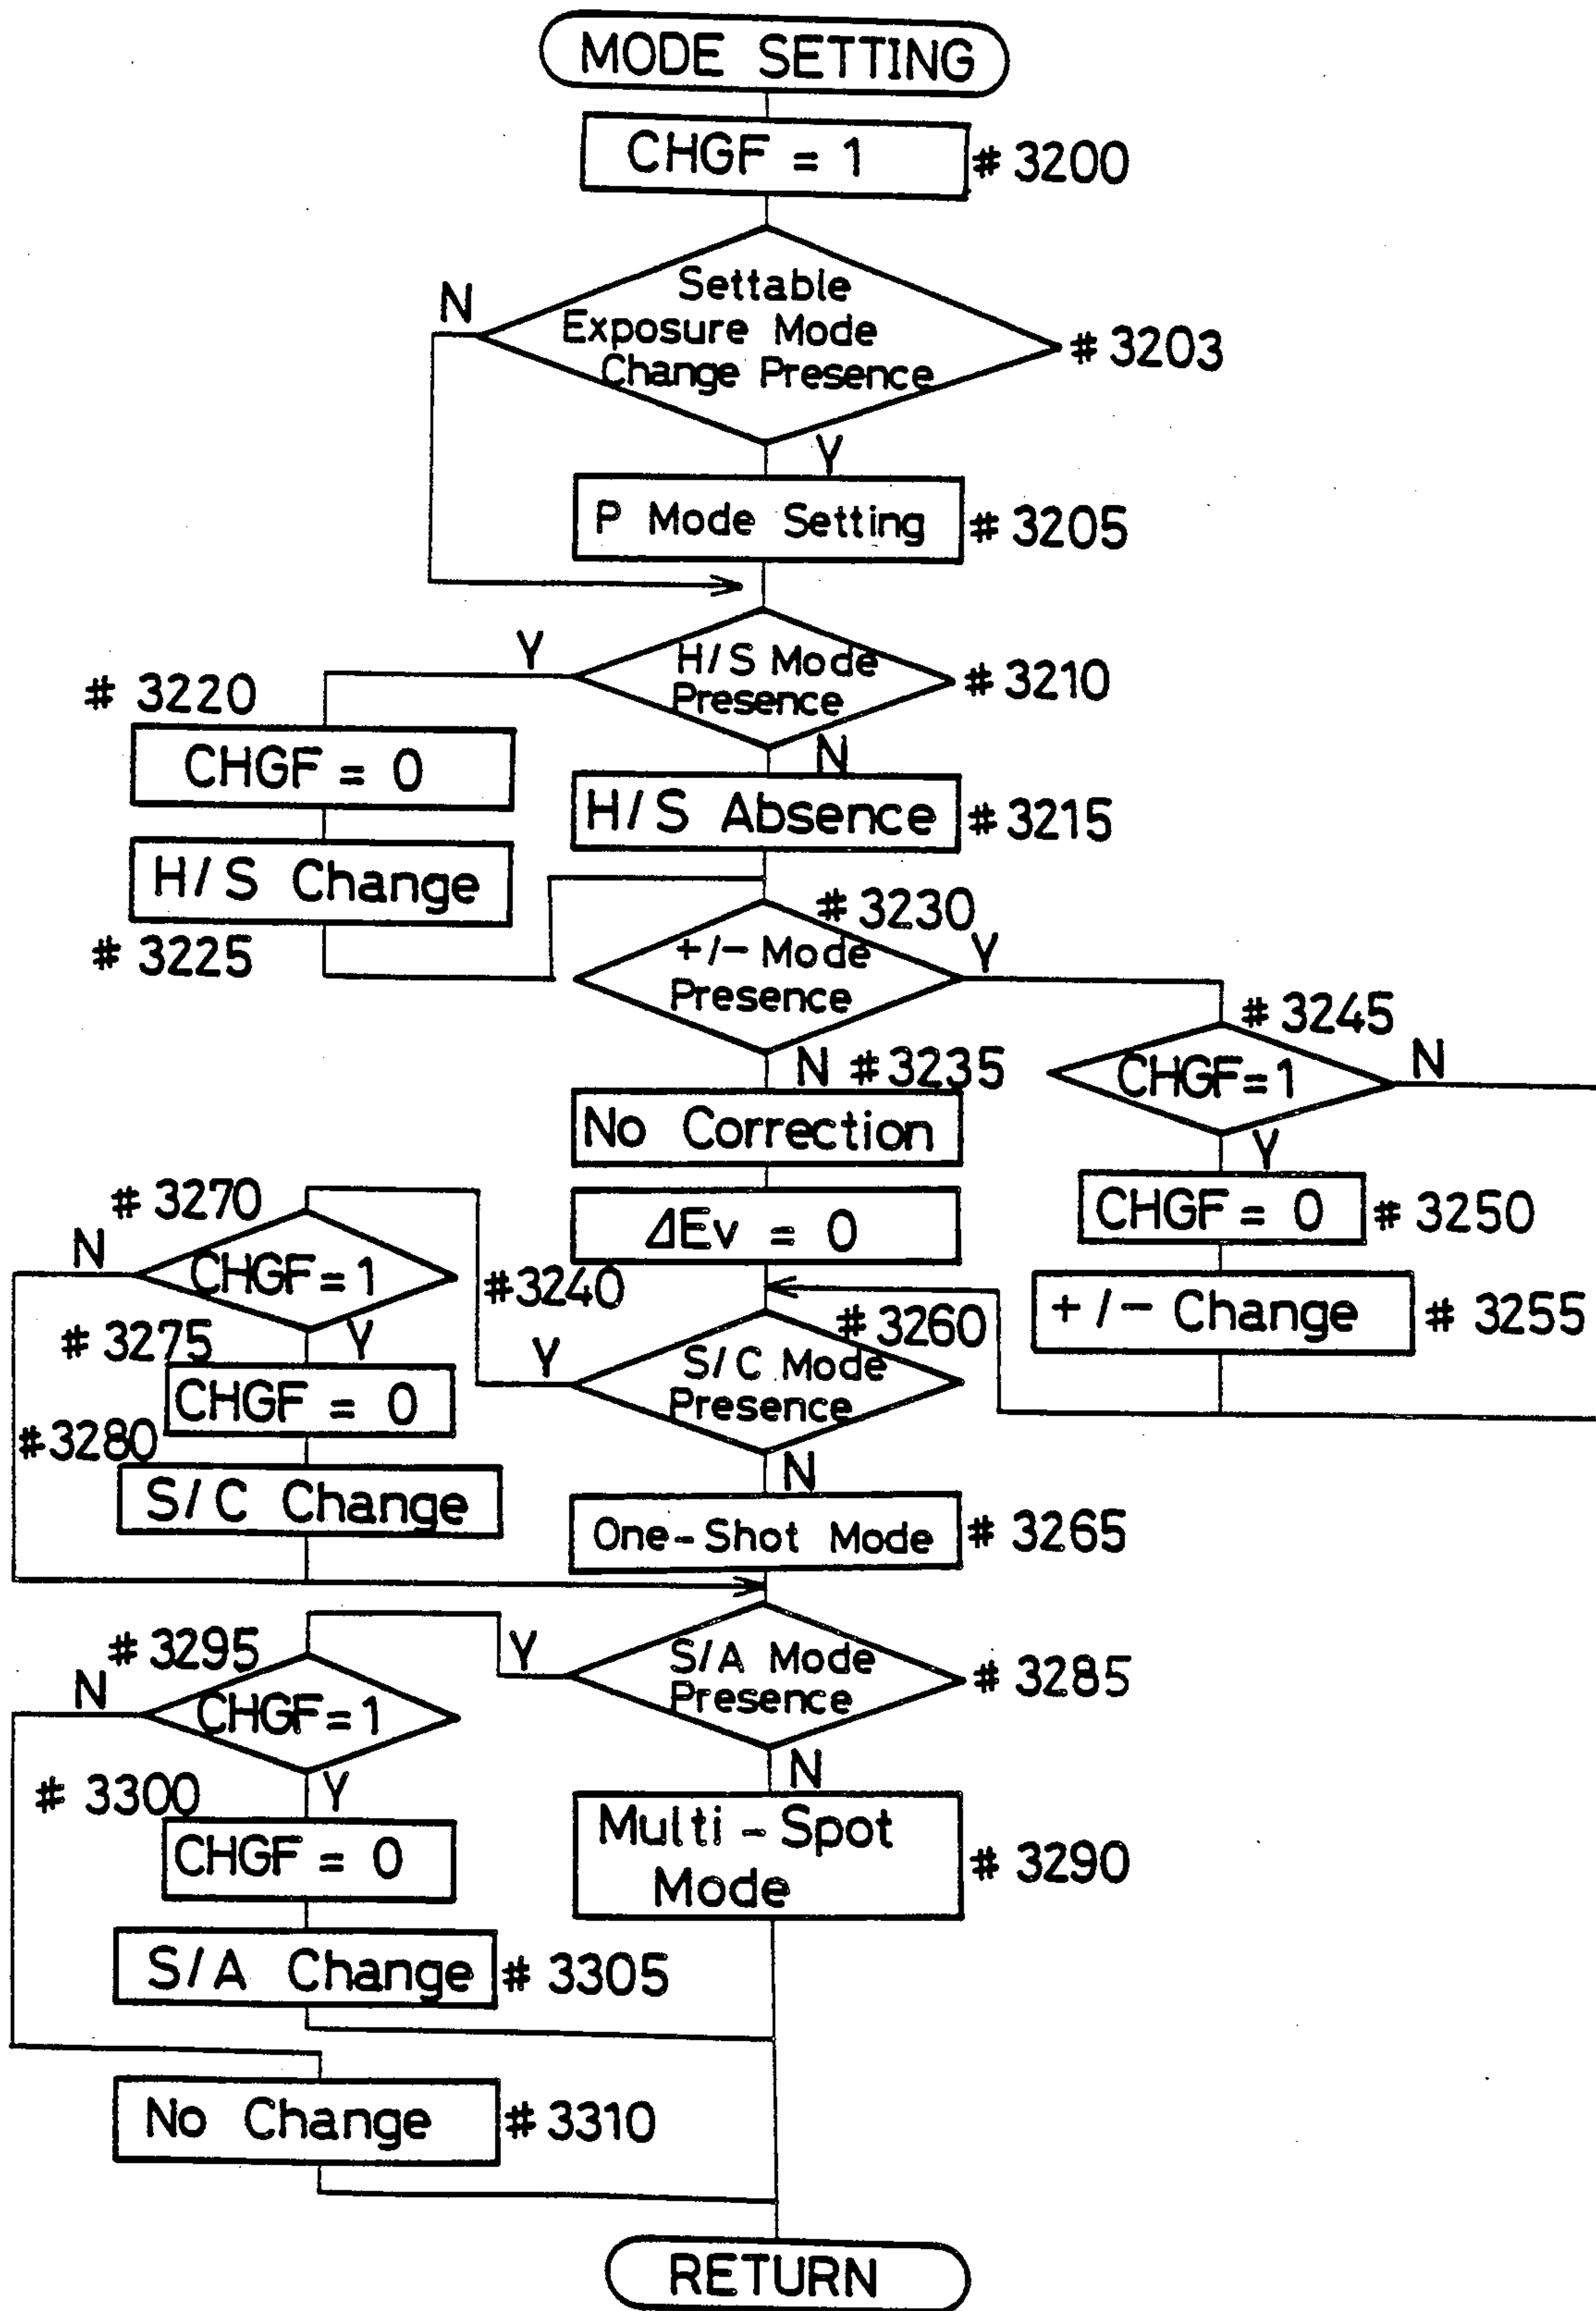 MODE SETTING
CHGF = 1
# 3200
Settable
Exposure Mode
Change Presence
# 3203
N
Y
P Mode Setting
# 3205
H/S Mode
Presence
# 3210
Y
N
# 3220
CHGF = 0
H/S Absence
# 3215
H/S Change
# 3225
# 3230
+/- Mode
Presence
Y
N
# 3235
# 3245
CHGF=1
N
Y
No Correction
CHGF = 0
# 3250
ΔEv = 0
# 3240
+/- Change
# 3255
# 3260
S/C Mode
Presence
Y
N
# 3270
CHGF=1
N
Y
# 3275
CHGF = 0
# 3280
S/C Change
One-Shot Mode
# 3265
S/A Mode
Presence
# 3285
Y
N
# 3295
CHGF=1
N
Y
# 3300
CHGF = 0
Multi-Spot
Mode
# 3290
S/A Change
# 3305
No Change
# 3310
RETURN